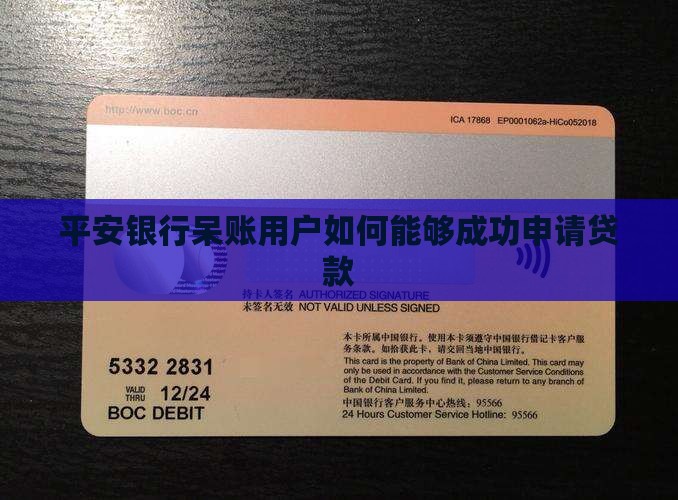 http://www.boc.cn
ICA 17868 EP0001062a-HiCo052018
平安银行呆账用户如何能够成功申请贷
款
持卡人签名 AUTHORIZED SIGNATURE
未签名无效 NOT VALID UNLESS SIGNED
本卡所属中国银行。使用本卡须遵守中国银行借记卡客户服
务条款。如拾获此卡,请交回当地中国银行。
This card is the property of Bank of China Limited. This card may
only be used in accordance with the Customer Service Conditions
of the Debit Card. If you find it, please return to any branch of
Bank of China Limited.
中国银行客户服务中心热线:95566
24 Hours Customer Service Hotline: 95566
5332 2831
VALID
THRU 12/24
BOC DEBIT